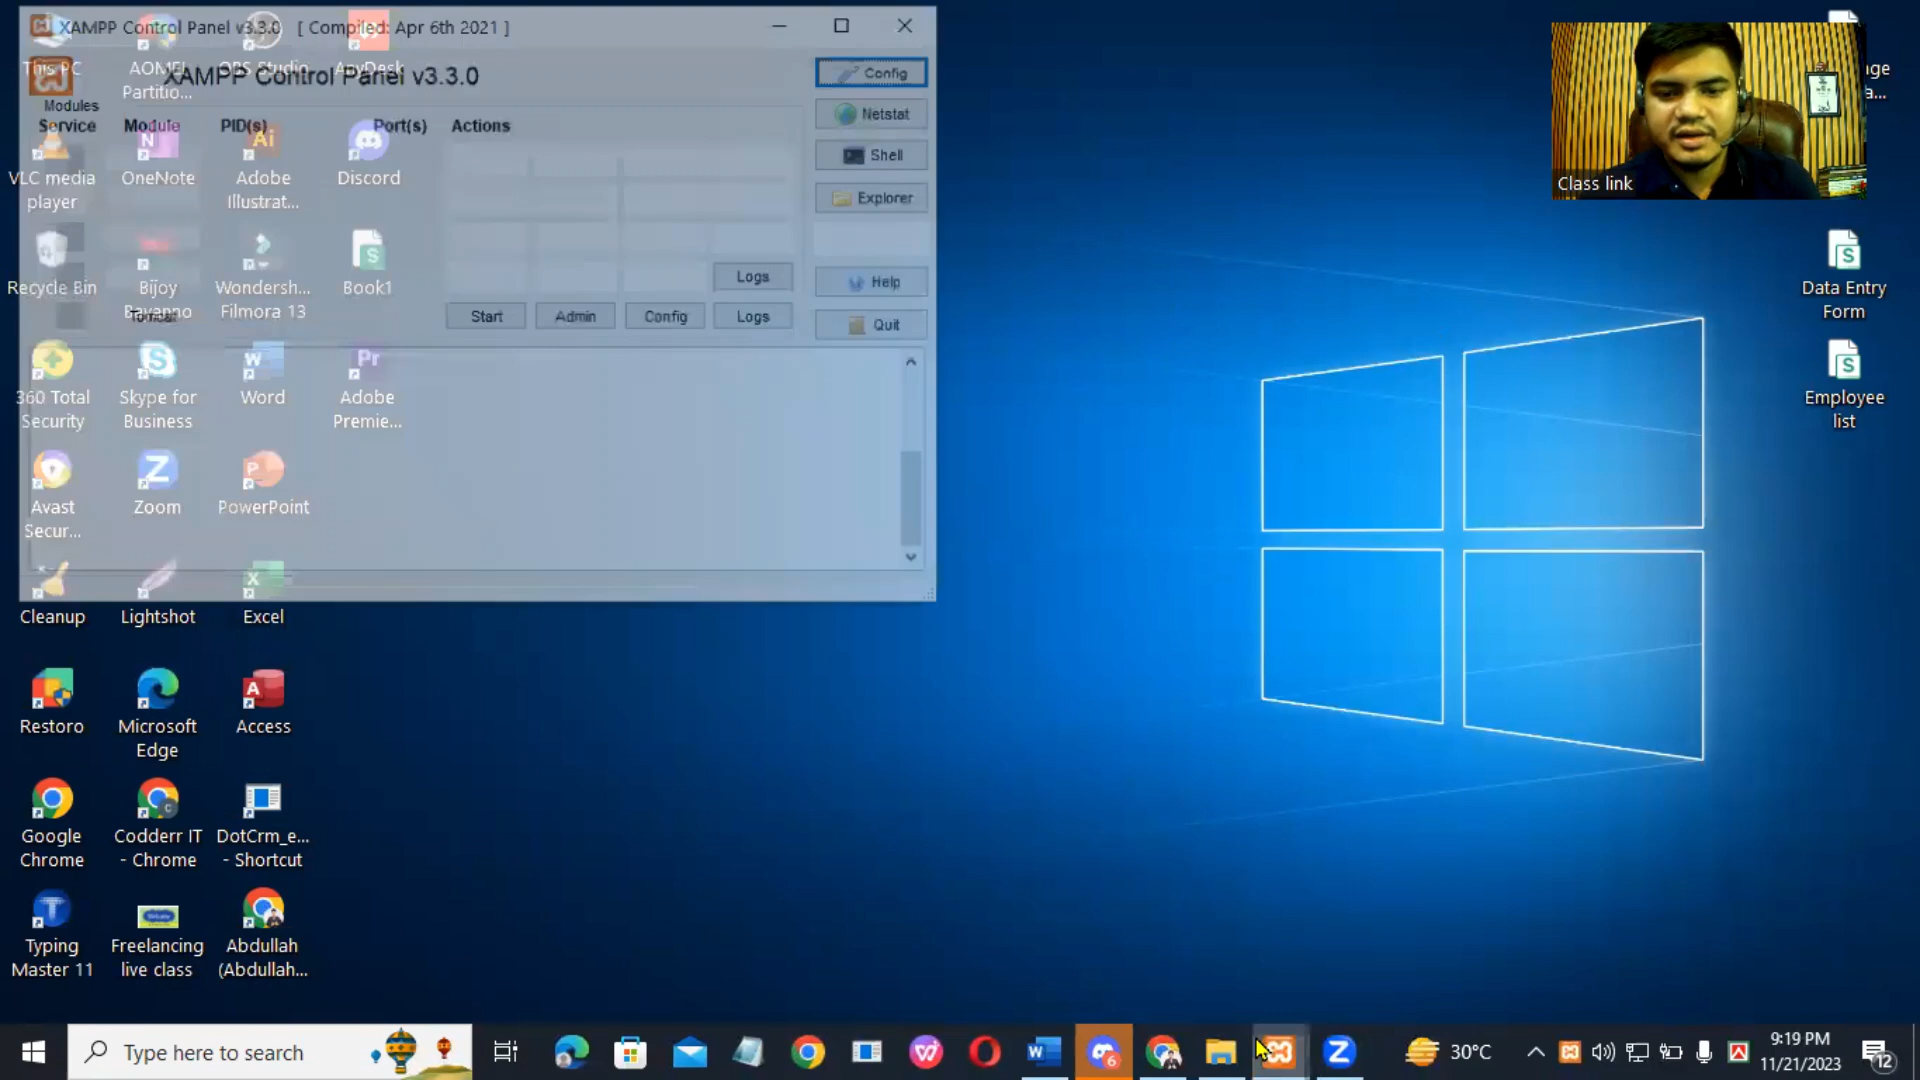 XAMPP Control Panel v3.3.0 [ Compiled: Apr 6th 2021 ]
XAMPP Control Panel v3.3.0
Modules
Service Module PID(s) Port(s) Actions
Config
Netstat
Shell
Explorer
Help
Quit
Logs
Tomcat
Start Admin Config Logs
This PC
AOMEI
Partitio...
OBS Studio
AnyDesk
VLC media
player
OneNote
Adobe
Illustrat...
Discord
Recycle Bin
Bijoy
Bayanno
Wondersh...
Filmora 13
Book1
360 Total
Security
Skype for
Business
Word
Adobe
Premie...
Avast
Secur...
Zoom
PowerPoint
Cleanup
Lightshot
Excel
Restoro
Microsoft
Edge
Access
Google
Chrome
Codderr IT
- Chrome
DotCrm_e...
- Shortcut
Typing
Master 11
Freelancing
live class
Abdullah
(Abdullah...
Class link
Data Entry
Form
Employee
list
Type here to search
6
30°C
9:19 PM
11/21/2023
12